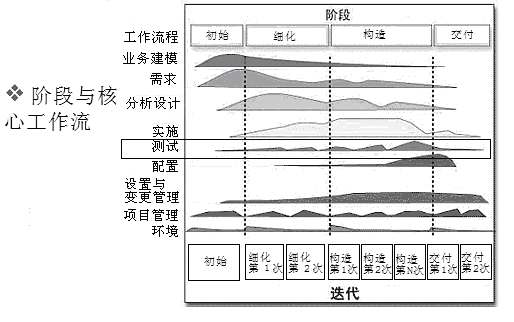 阶段
工作流程
初始
细化
构造
交付
业务建模
需求
❖ 阶段与核
心工作流
分析设计
实施
测试
配置
设置与
变更管理
项目管理
环境
初始
细化
第 1次
细化
第 2次
构造
第1次
构造
第2次
构造
第N次
交付
第1次
交付
第2次
迭代